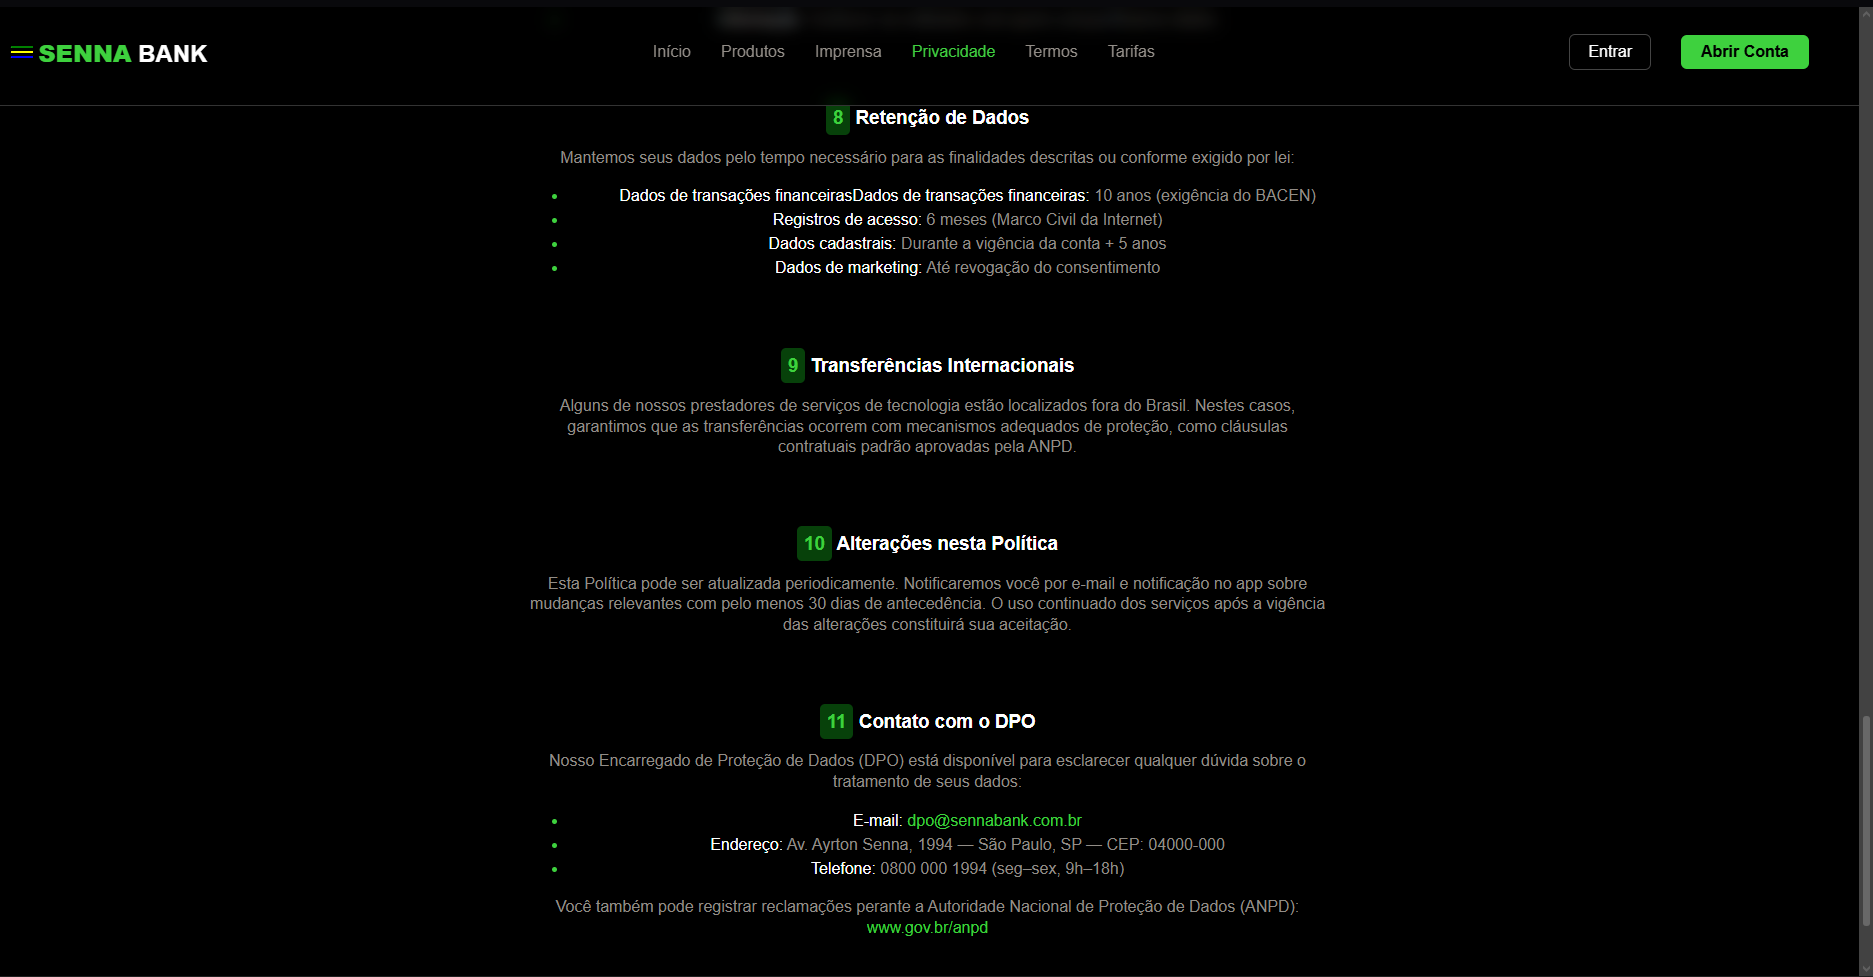 SENNA BANK
Início Produtos Imprensa Privacidade Termos Tarifas
Entrar
Abrir Conta
8 Retenção de Dados
Mantemos seus dados pelo tempo necessário para as finalidades descritas ou conforme exigido por lei:
Dados de transações financeirasDados de transações financeiras: 10 anos (exigência do BACEN)
Registros de acesso: 6 meses (Marco Civil da Internet)
Dados cadastrais: Durante a vigência da conta + 5 anos
Dados de marketing: Até revogação do consentimento
9 Transferências Internacionais
Alguns de nossos prestadores de serviços de tecnologia estão localizados fora do Brasil. Nestes casos,
garantimos que as transferências ocorrem com mecanismos adequados de proteção, como cláusulas
contratuais padrão aprovadas pela ANPD.
10 Alterações nesta Política
Esta Política pode ser atualizada periodicamente. Notificaremos você por e-mail e notificação no app sobre
mudanças relevantes com pelo menos 30 dias de antecedência. O uso continuado dos serviços após a vigência
das alterações constituirá sua aceitação.
11 Contato com o DPO
Nosso Encarregado de Proteção de Dados (DPO) está disponível para esclarecer qualquer dúvida sobre o
tratamento de seus dados:
E-mail: dpo@sennabank.com.br
Endereço: Av. Ayrton Senna, 1994 — São Paulo, SP — CEP: 04000-000
Telefone: 0800 000 1994 (seg–sex, 9h–18h)
Você também pode registrar reclamações perante a Autoridade Nacional de Proteção de Dados (ANPD):
www.gov.br/anpd